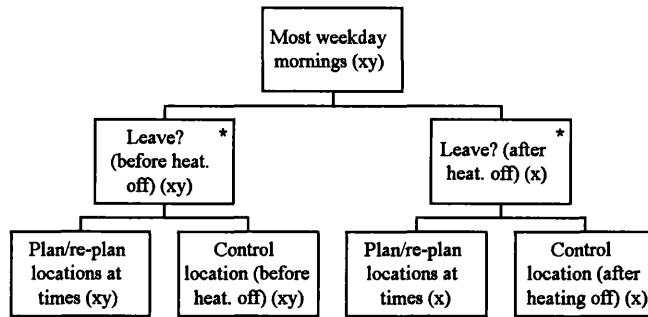 Most weekday
mornings (xy)
Leave? *
(before heat.
off) (xy)
Leave? (after *
heat. off) (x)
Plan/re-plan
locations at
times (xy)
Control
location (before
heat. off) (xy)
Plan/re-plan
locations at
times (x)
Control
location (after
heating off) (x)